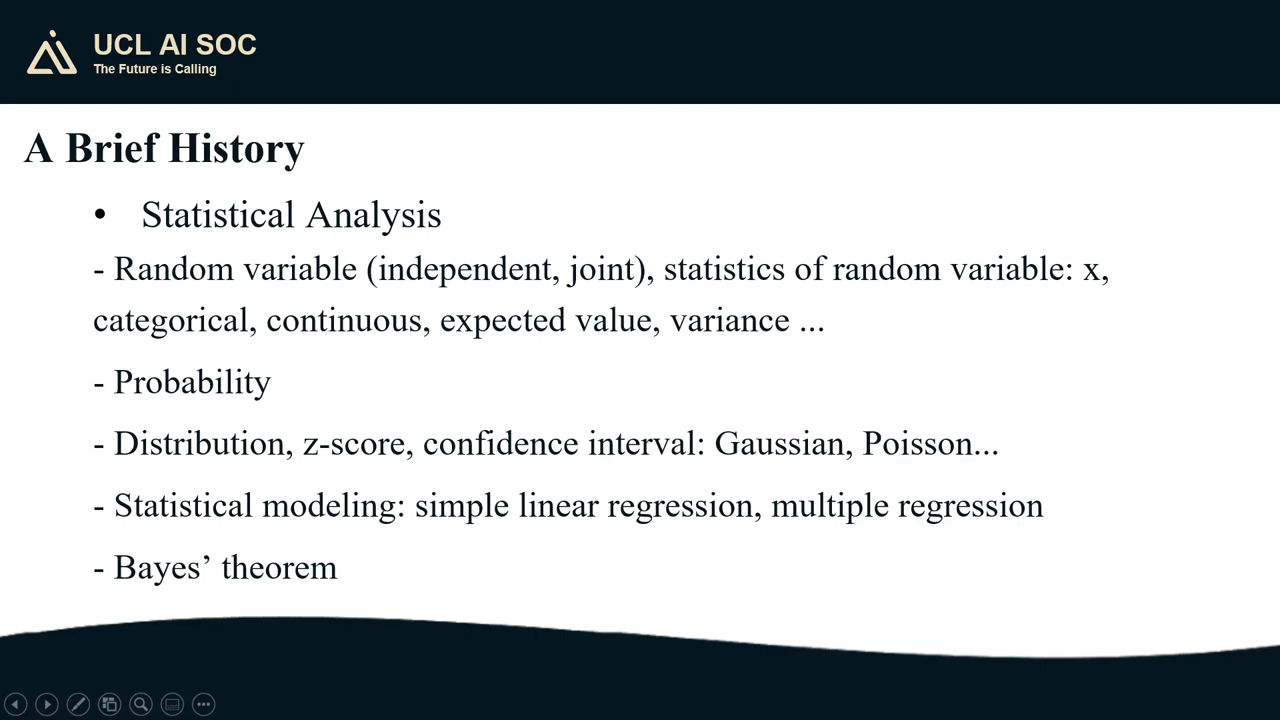 UCL AI SOC
The Future is Calling
A Brief History
• Statistical Analysis
- Random variable (independent, joint), statistics of random variable: x,
categorical, continuous, expected value, variance ...
- Probability
- Distribution, z-score, confidence interval: Gaussian, Poisson...
- Statistical modeling: simple linear regression, multiple regression
- Bayes’ theorem